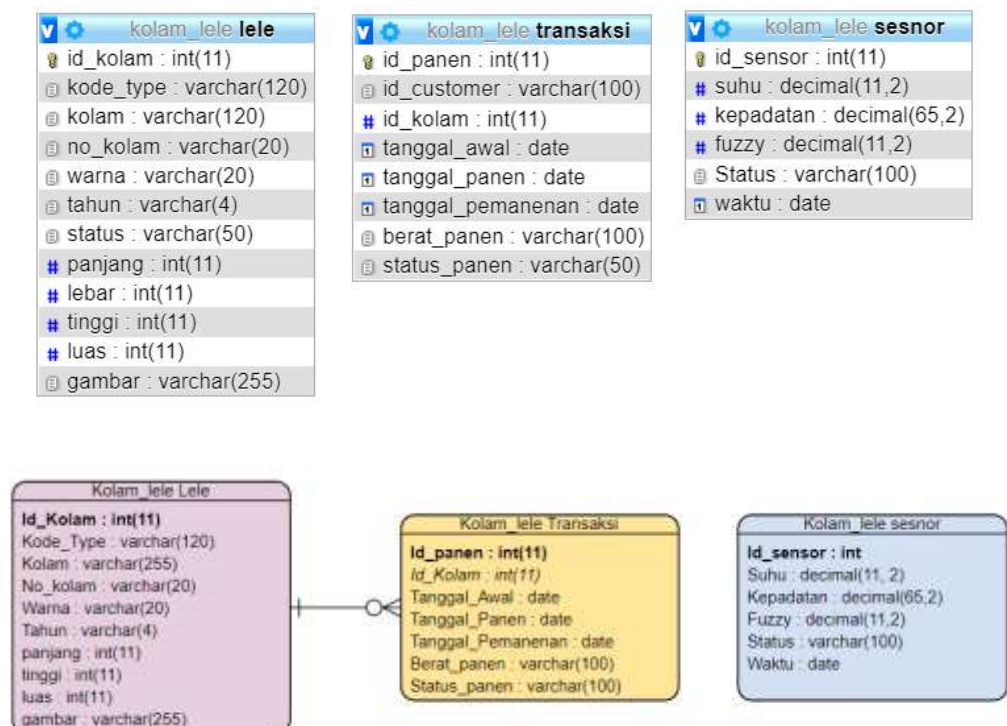 kolam_lele lele
id_kolam : int(11)
kode_type : varchar(120)
kolam : varchar(120)
no_kolam : varchar(20)
warna : varchar(20)
tahun : varchar(4)
status : varchar(50)
panjang : int(11)
lebar : int(11)
tinggi : int(11)
luas : int(11)
gambar : varchar(255)
kolam_lele transaksi
id_panen : int(11)
id_customer : varchar(100)
id_kolam : int(11)
tanggal_awal : date
tanggal_panen : date
tanggal_pemanenan : date
berat_panen : varchar(100)
status_panen : varchar(50)
kolam_lele sesnor
id_sensor : int(11)
suhu : decimal(11,2)
kepadatan : decimal(65,2)
fuzzy : decimal(11,2)
Status : varchar(100)
waktu : date
Kolam_lele Lele
Id_Kolam : int(11)
Kode_Type : varchar(120)
Kolam : varchar(255)
No_kolam : varchar(20)
Warna : varchar(20)
Tahun : varchar(4)
panjang : int(11)
tinggi : int(11)
luas : int(11)
gambar : varchar(255)
Kolam_lele Transaksi
Id_panen : int(11)
Id_Kolam : int(11)
Tanggal_Awal : date
Tanggal_Panen : date
Tanggal_Pemanenan : date
Berat_panen : varchar(100)
Status_panen : varchar(100)
Kolam_lele sesnor
Id_sensor : int
Suhu : decimal(11, 2)
Kepadatan : decimal(65,2)
Fuzzy : decimal(11,2)
Status : varchar(100)
Waktu : date